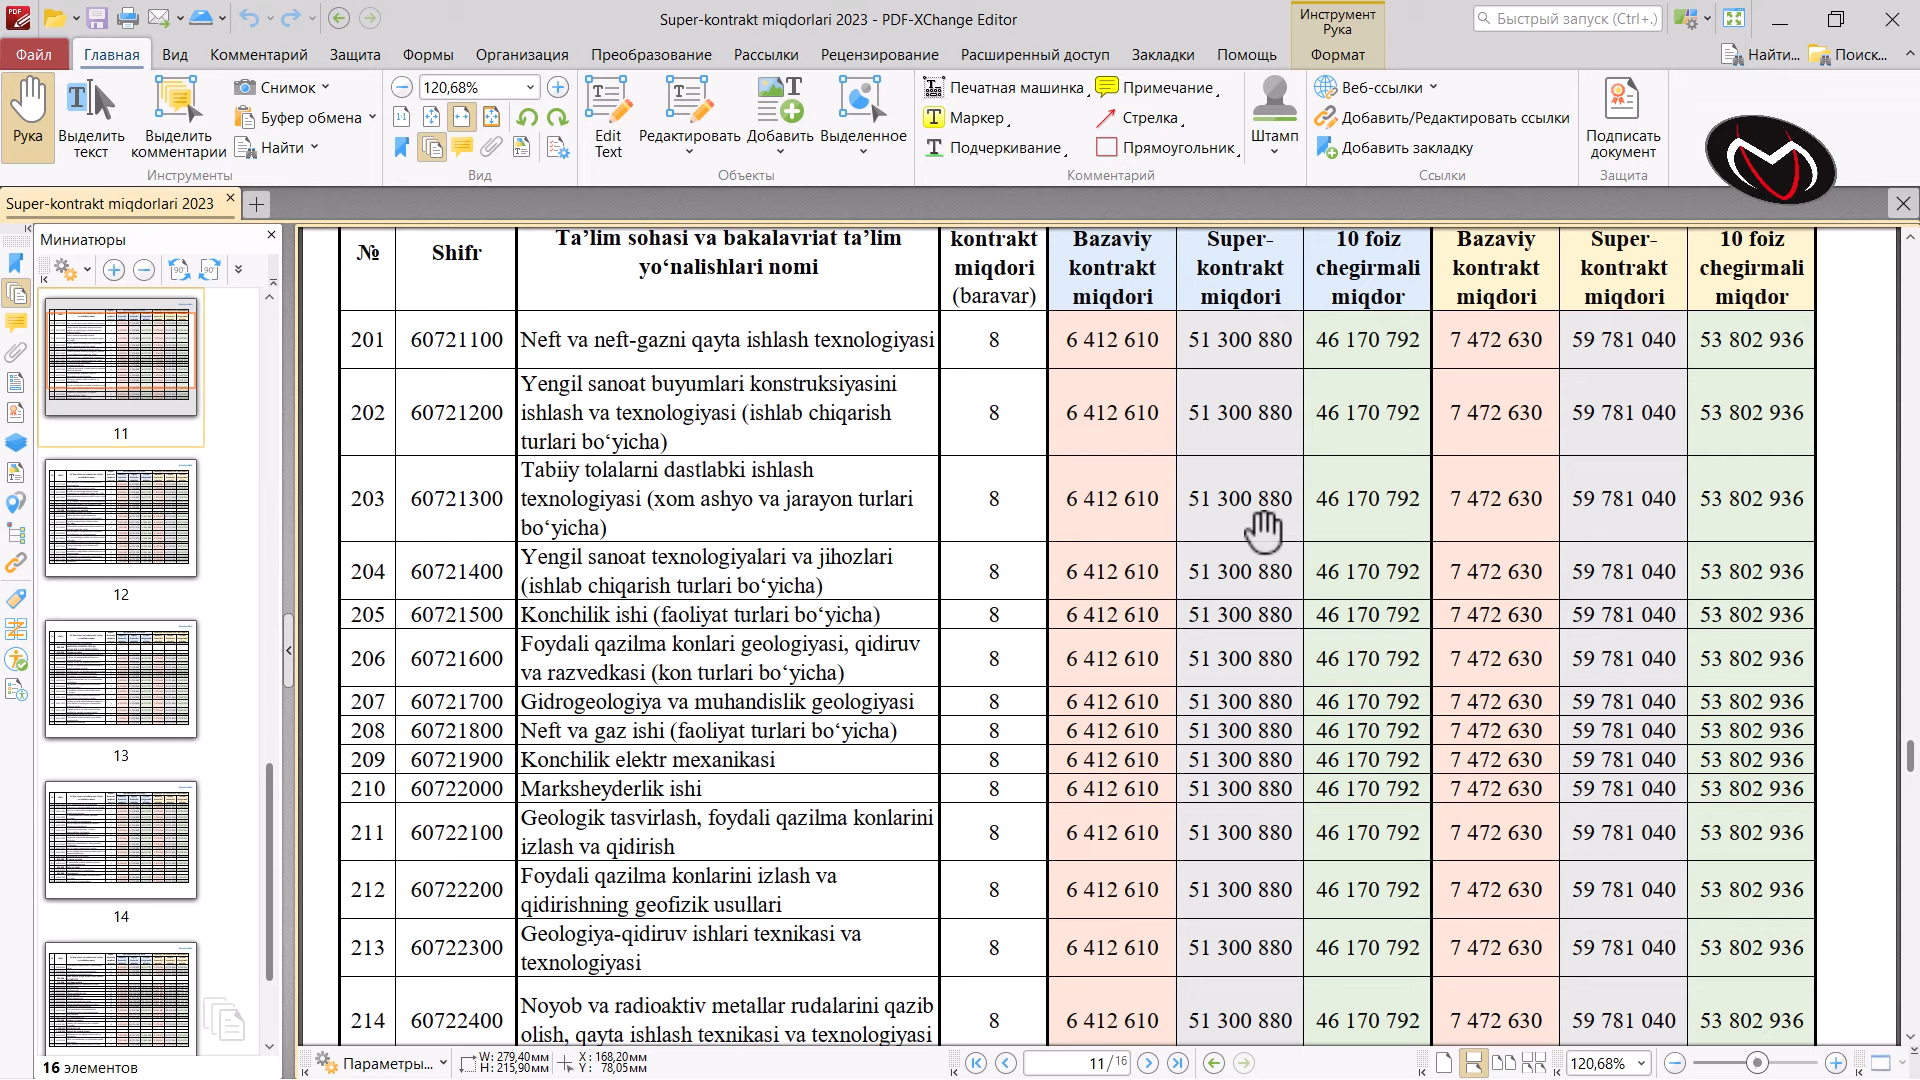 Super-kontrakt miqdorlari 2023 - PDF-XChange Editor
Инструмент
Рука
Быстрый запуск (Ctrl+.)
Файл Главная Вид Комментарий Защита Формы Организация Преобразование Рассылки Рецензирование Расширенный доступ Закладки Помощь Формат Найти... Поиск...
Рука
Выделить текст
Выделить комментарии
Снимок
Буфер обмена
Найти
Инструменты
120,68%
Вид
Edit Text
Редактировать
Добавить
Выделенное
Объекты
Печатная машинка
Маркер
Подчеркивание
Примечание
Стрелка
Прямоугольник
Штамп
Комментарий
Веб-ссылки
Добавить/Редактировать ссылки
Добавить закладку
Ссылки
Подписать документ
Защита
Super-kontrakt miqdorlari 2023
Миниатюры
11
12
13
14
16 элементов
№ Shifr Ta’lim sohasi va bakalavriat ta’lim yo‘nalishlari nomi kontrakt miqdori (baravar) Bazaviy kontrakt miqdori Super-kontrakt miqdori 10 foiz chegirmali miqdor Bazaviy kontrakt miqdori Super-kontrakt miqdori 10 foiz chegirmali miqdor
201 60721100 Neft va neft-gazni qayta ishlash texnologiyasi 8 6 412 610 51 300 880 46 170 792 7 472 630 59 781 040 53 802 936
202 60721200 Yengil sanoat buyumlari konstruksiyasini ishlash va texnologiyasi (ishlab chiqarish turlari bo‘yicha) 8 6 412 610 51 300 880 46 170 792 7 472 630 59 781 040 53 802 936
203 60721300 Tabiiy tolalarni dastlabki ishlash texnologiyasi (xom ashyo va jarayon turlari bo‘yicha) 8 6 412 610 51 300 880 46 170 792 7 472 630 59 781 040 53 802 936
204 60721400 Yengil sanoat texnologiyalari va jihozlari (ishlab chiqarish turlari bo‘yicha) 8 6 412 610 51 300 880 46 170 792 7 472 630 59 781 040 53 802 936
205 60721500 Konchilik ishi (faoliyat turlari bo‘yicha) 8 6 412 610 51 300 880 46 170 792 7 472 630 59 781 040 53 802 936
206 60721600 Foydali qazilma konlari geologiyasi, qidiruv va razvedkasi (kon turlari bo‘yicha) 8 6 412 610 51 300 880 46 170 792 7 472 630 59 781 040 53 802 936
207 60721700 Gidrogeologiya va muhandislik geologiyasi 8 6 412 610 51 300 880 46 170 792 7 472 630 59 781 040 53 802 936
208 60721800 Neft va gaz ishi (faoliyat turlari bo‘yicha) 8 6 412 610 51 300 880 46 170 792 7 472 630 59 781 040 53 802 936
209 60721900 Konchilik elektr mexanikasi 8 6 412 610 51 300 880 46 170 792 7 472 630 59 781 040 53 802 936
210 60722000 Marksheyderlik ishi 8 6 412 610 51 300 880 46 170 792 7 472 630 59 781 040 53 802 936
211 60722100 Geologik tasvirlash, foydali qazilma konlarini izlash va qidirish 8 6 412 610 51 300 880 46 170 792 7 472 630 59 781 040 53 802 936
212 60722200 Foydali qazilma konlarini izlash va qidirishning geofizik usullari 8 6 412 610 51 300 880 46 170 792 7 472 630 59 781 040 53 802 936
213 60722300 Geologiya-qidiruv ishlari texnikasi va texnologiyasi 8 6 412 610 51 300 880 46 170 792 7 472 630 59 781 040 53 802 936
214 60722400 Noyob va radioaktiv metallar rudalarini qazib olish, qayta ishlash texnikasi va texnologiyasi 8 6 412 610 51 300 880 46 170 792 7 472 630 59 781 040 53 802 936
Параметры...
W: 279,40мм
H: 215,90мм
X: 168,20мм
Y: 78,05мм
11/16
120,68%